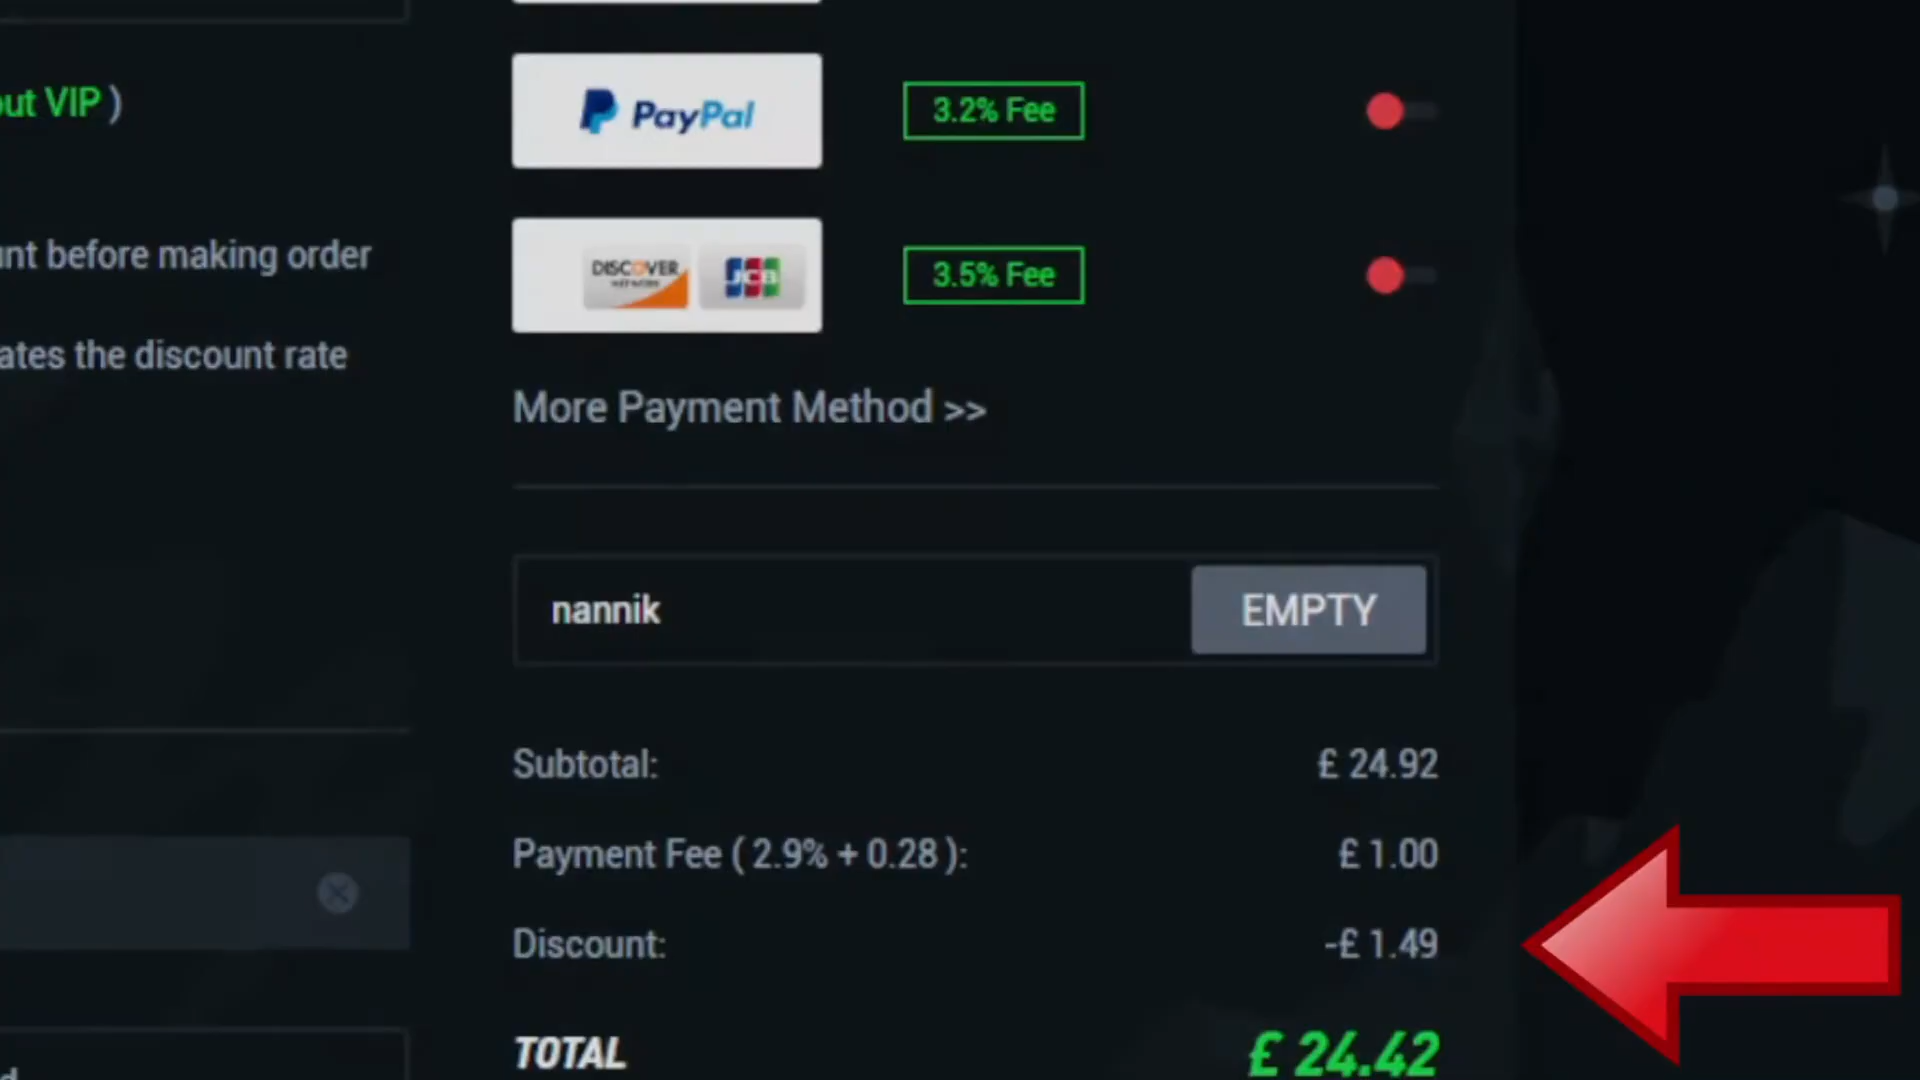 out VIP )
PayPal
3.2% Fee
nt before making order
DISCOVER
NETWORK
JCB
3.5% Fee
ates the discount rate
More Payment Method >>
nannik
EMPTY
Subtotal:
£ 24.92
Payment Fee ( 2.9% + 0.28 ):
£ 1.00
Discount:
-£ 1.49
TOTAL
£ 24.42